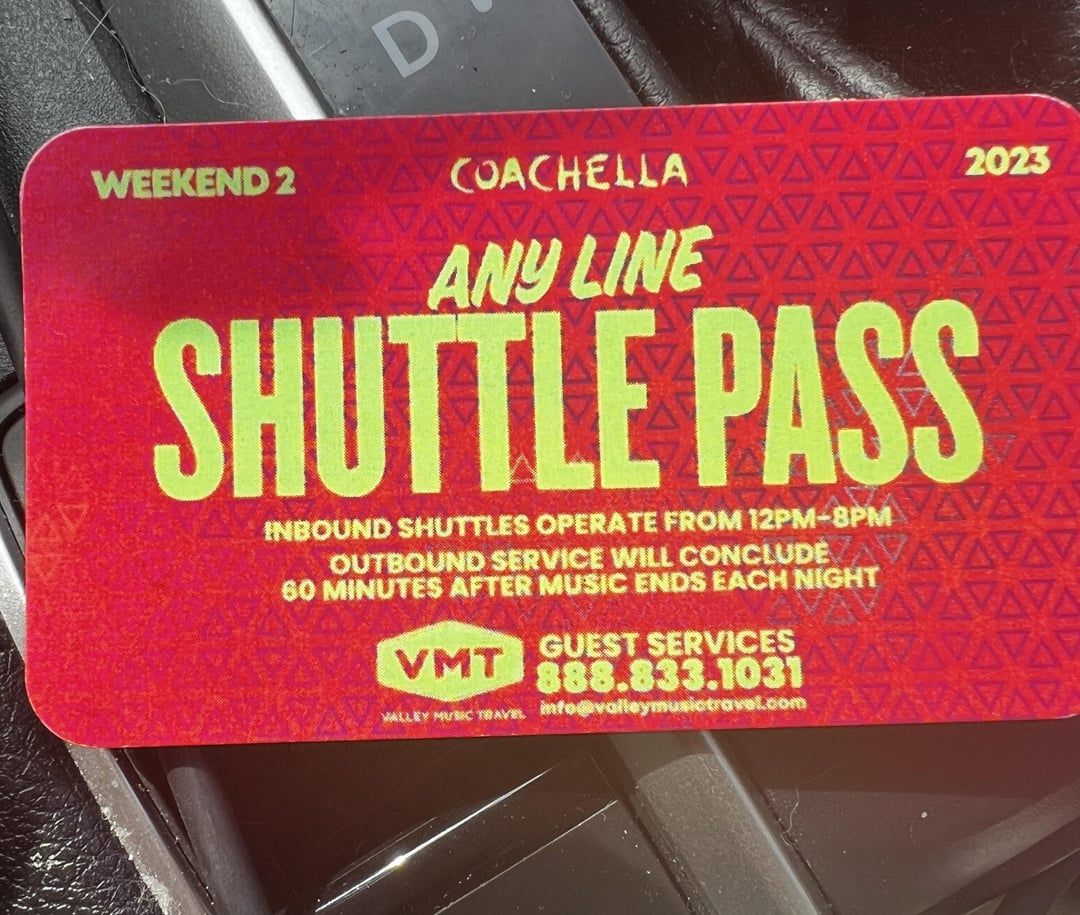 D
WEEKEND 2
COACHELLA
2023
ANY LINE
SHUTTLE PASS
INBOUND SHUTTLES OPERATE FROM 12PM-8PM
OUTBOUND SERVICE WILL CONCLUDE
60 MINUTES AFTER MUSIC ENDS EACH NIGHT
VMT
VALLEY MUSIC TRAVEL
GUEST SERVICES
888.833.1031
info@valleymusictravel.com